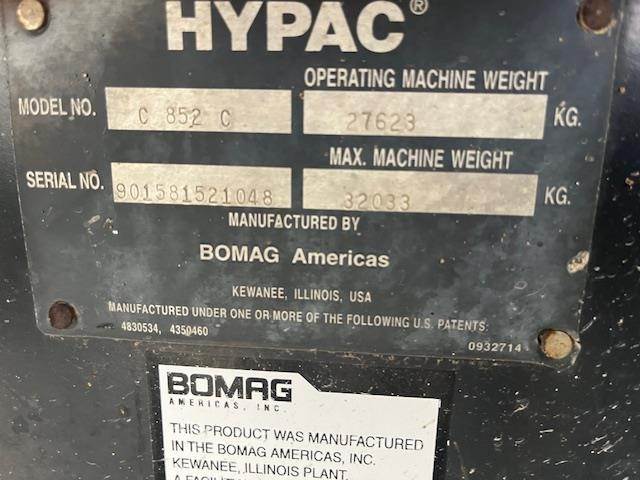 HYPAC®
OPERATING MACHINE WEIGHT
MODEL NO. C 852 C 27623 KG.
MAX. MACHINE WEIGHT
SERIAL NO. 901581521048 32033 KG.
MANUFACTURED BY
BOMAG Americas
KEWANEE, ILLINOIS, USA
MANUFACTURED UNDER ONE OR MORE OF THE FOLLOWING U.S. PATENTS:
4830534, 4350460
0932714
BOMAG
AMERICAS, INC.
THIS PRODUCT WAS MANUFACTURED
IN THE BOMAG AMERICAS, INC.
KEWANEE, ILLINOIS PLANT.